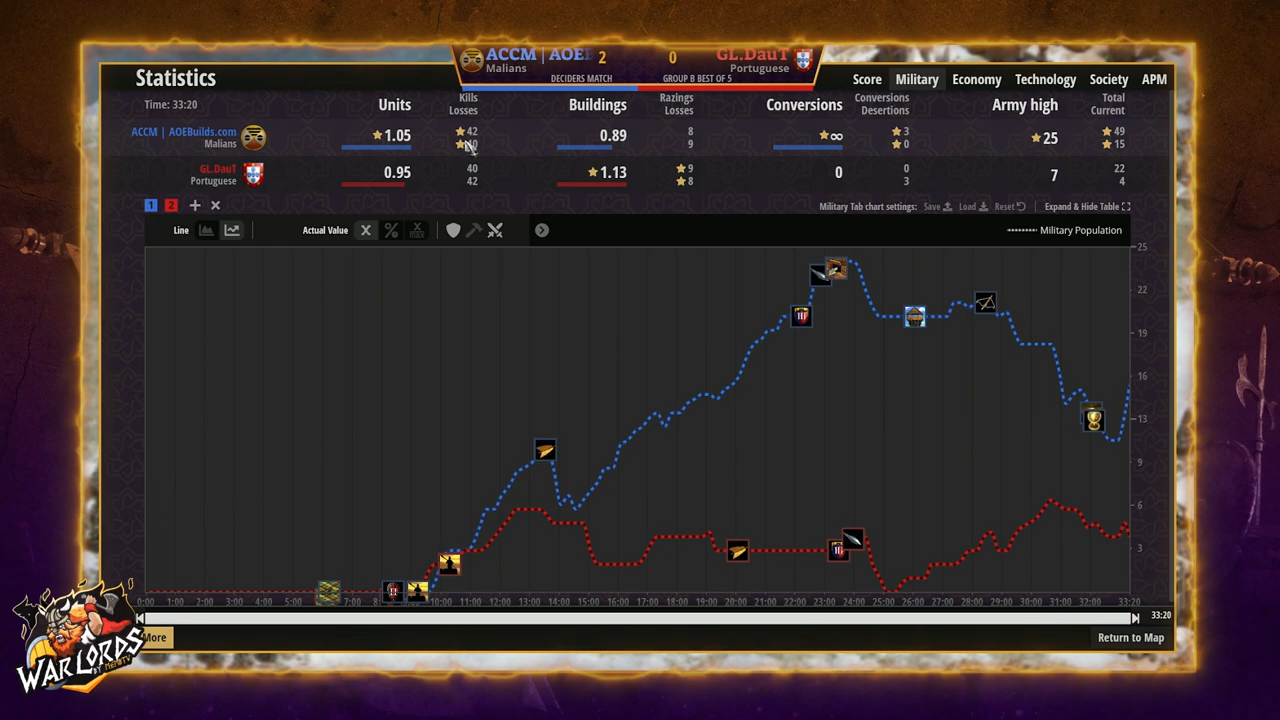 ACCM | AOE 2 0 GL.DauT
Malians Portuguese
DECIDERS MATCH GROUP B BEST OF 5
Statistics
Score Military Economy Technology Society APM
Time: 33:20 Units Kills Losses Buildings Razings Losses Conversions Conversions Desertions Army high Total Current
ACCM | AOEBuilds.com Malians 1.05 42 0.89 8 9 ∞ 3 0 25 49 15
GL.DauT Portuguese 0.95 40 42 1.13 9 8 0 0 3 7 22 4
1 2 + ×
Military Tab chart settings: Save Load Reset Expand & Hide Table
Line Actual Value X % Military Population
25
22
19
16
13
9
6
3
0:00 1:00 2:00 3:00 4:00 5:00 7:00 10:00 11:00 12:00 13:00 14:00 15:00 16:00 17:00 18:00 19:00 20:00 21:00 22:00 23:00 24:00 25:00 26:00 27:00 28:00 29:00 30:00 31:00 32:00 33:20
33:20
More Return to Map
WARLORDS